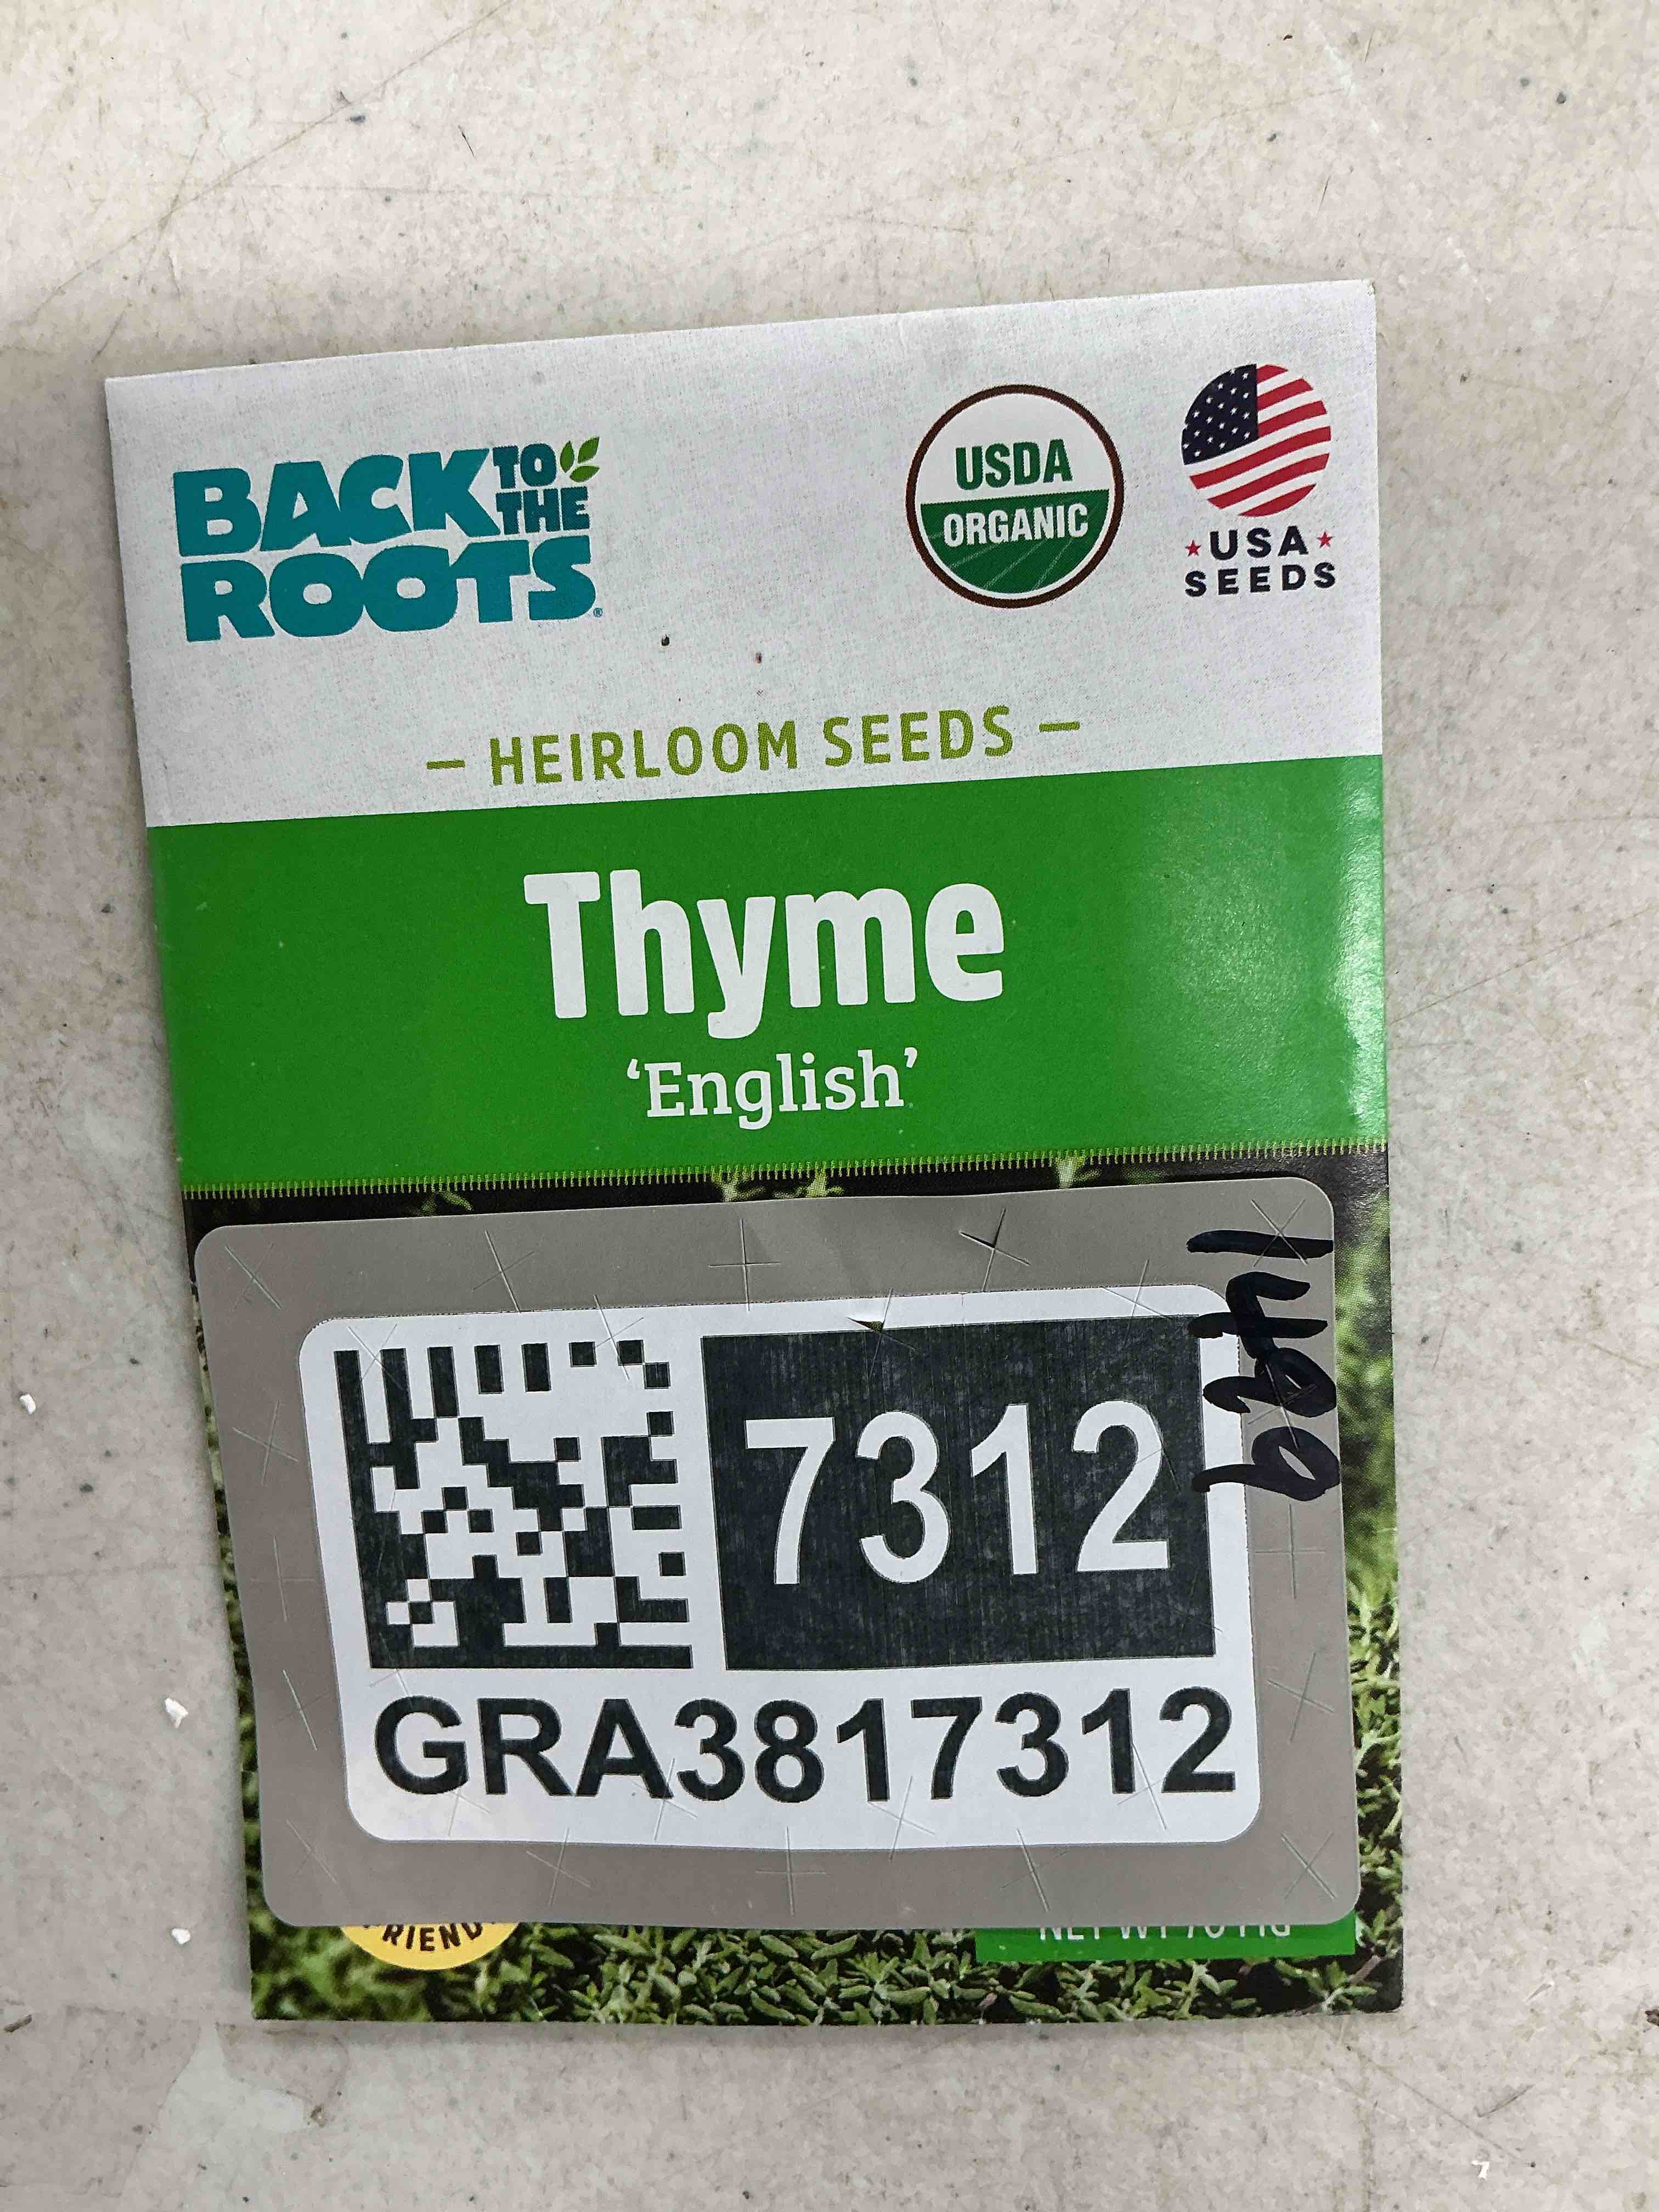 BACK TO THE ROOTS®
USDA
ORGANIC
USA
SEEDS
– HEIRLOOM SEEDS –
Thyme
‘English’
7312
GRA3817312